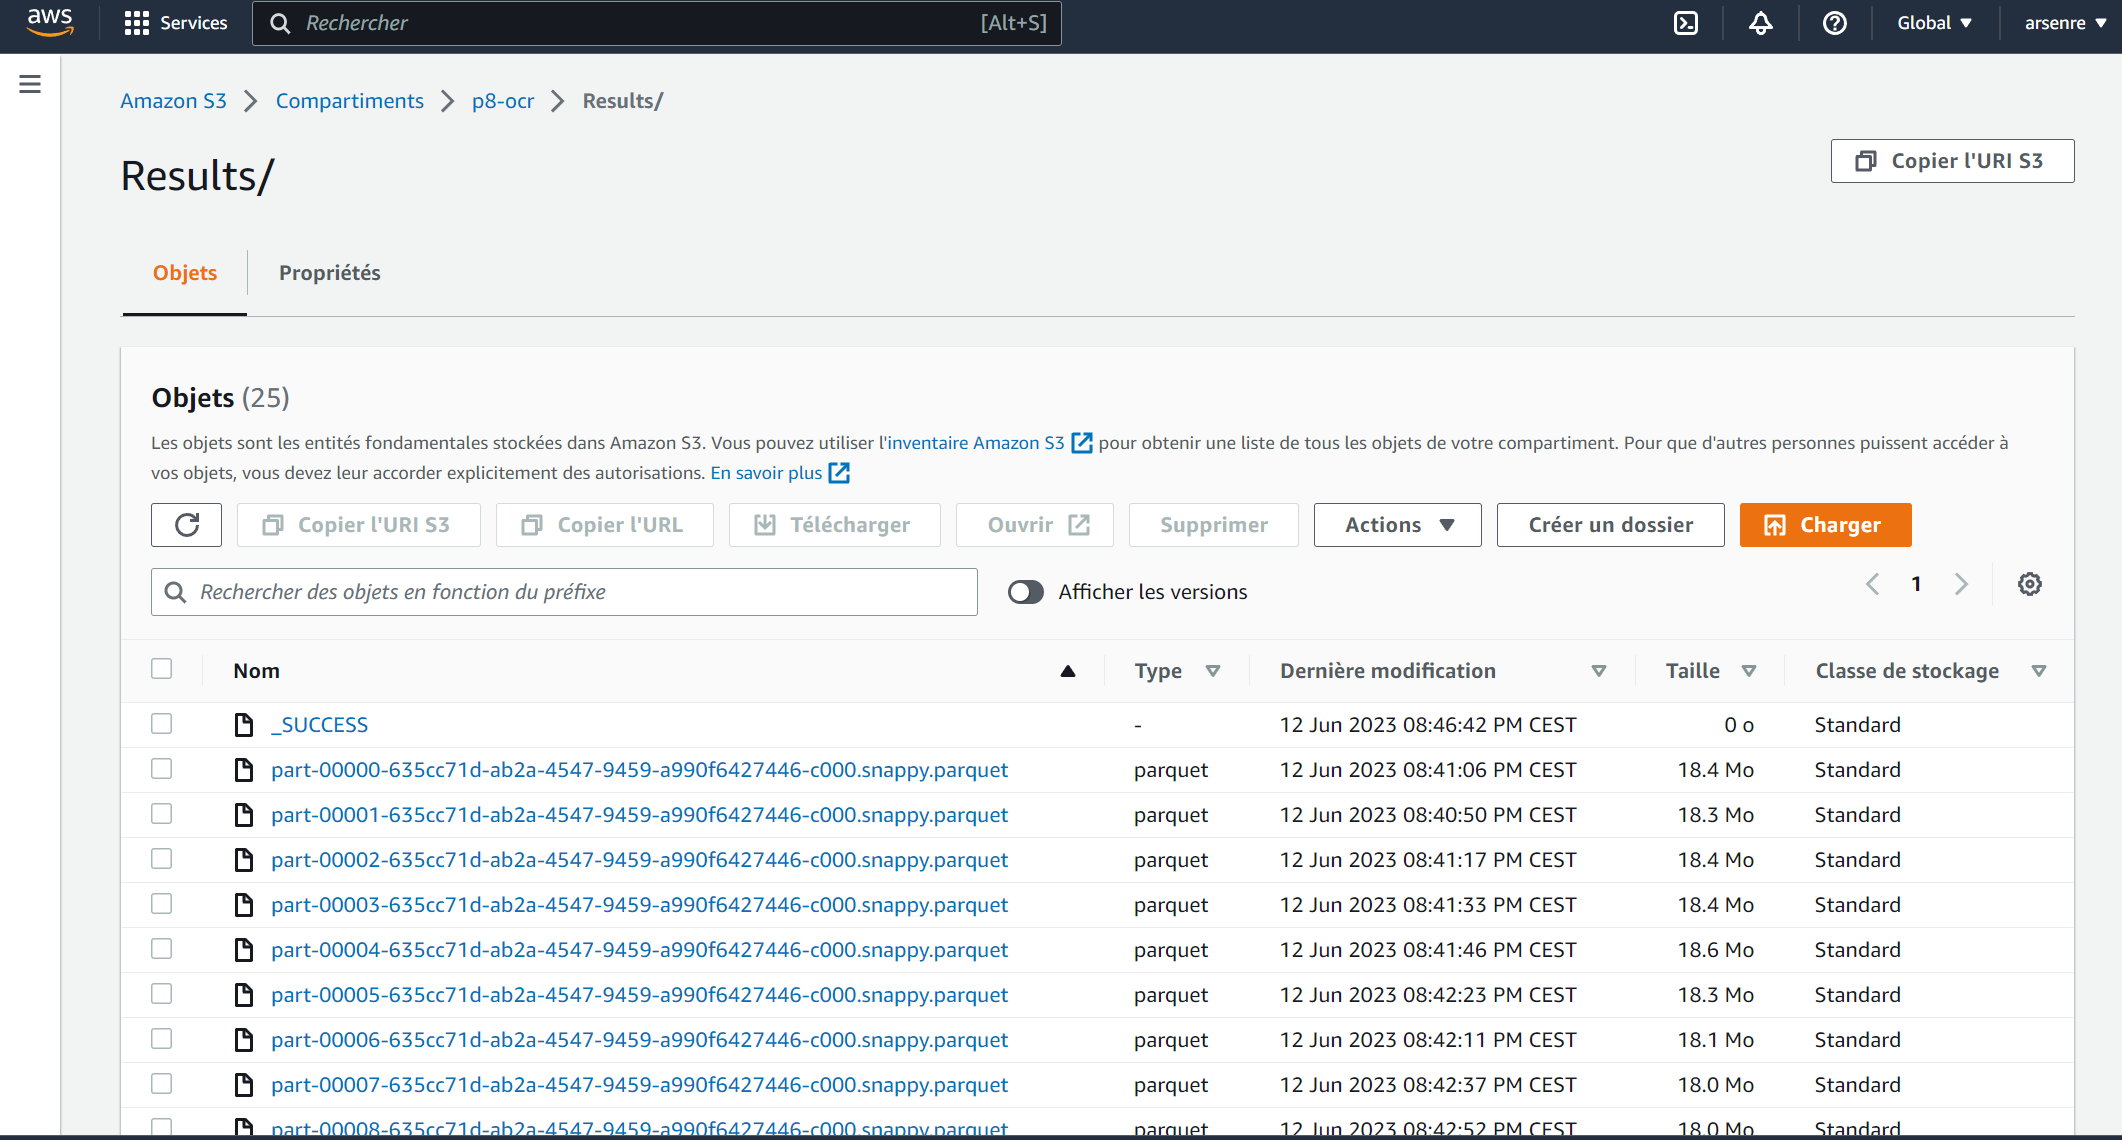 aws Services Rechercher [Alt+S] Global arsenre
Amazon S3 Compartiments p8-ocr Results/
Results/
Copier l'URI S3
Objets Propriétés
Objets (25)
Les objets sont les entités fondamentales stockées dans Amazon S3. Vous pouvez utiliser l'inventaire Amazon S3 pour obtenir une liste de tous les objets de votre compartiment. Pour que d'autres personnes puissent accéder à
vos objets, vous devez leur accorder explicitement des autorisations. En savoir plus
Copier l'URI S3 Copier l'URL Télécharger Ouvrir Supprimer Actions Créer un dossier Charger
Rechercher des objets en fonction du préfixe Afficher les versions 1
Nom Type Dernière modification Taille Classe de stockage
_SUCCESS - 12 Jun 2023 08:46:42 PM CEST 0 o Standard
part-00000-635cc71d-ab2a-4547-9459-a990f6427446-c000.snappy.parquet parquet 12 Jun 2023 08:41:06 PM CEST 18.4 Mo Standard
part-00001-635cc71d-ab2a-4547-9459-a990f6427446-c000.snappy.parquet parquet 12 Jun 2023 08:40:50 PM CEST 18.3 Mo Standard
part-00002-635cc71d-ab2a-4547-9459-a990f6427446-c000.snappy.parquet parquet 12 Jun 2023 08:41:17 PM CEST 18.4 Mo Standard
part-00003-635cc71d-ab2a-4547-9459-a990f6427446-c000.snappy.parquet parquet 12 Jun 2023 08:41:33 PM CEST 18.4 Mo Standard
part-00004-635cc71d-ab2a-4547-9459-a990f6427446-c000.snappy.parquet parquet 12 Jun 2023 08:41:46 PM CEST 18.6 Mo Standard
part-00005-635cc71d-ab2a-4547-9459-a990f6427446-c000.snappy.parquet parquet 12 Jun 2023 08:42:23 PM CEST 18.3 Mo Standard
part-00006-635cc71d-ab2a-4547-9459-a990f6427446-c000.snappy.parquet parquet 12 Jun 2023 08:42:11 PM CEST 18.1 Mo Standard
part-00007-635cc71d-ab2a-4547-9459-a990f6427446-c000.snappy.parquet parquet 12 Jun 2023 08:42:37 PM CEST 18.0 Mo Standard
part-00008-635cc71d-ab2a-4547-9459-a990f6427446-c000.snappy.parquet parquet 12 Jun 2023 08:42:52 PM CEST 18.0 Mo Standard